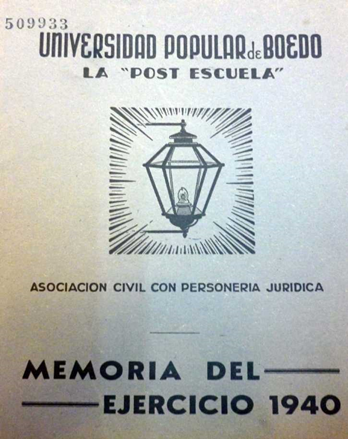 509933
UNIVERSIDAD POPULAR de BOEDO
LA "POST ESCUELA"
ASOCIACION CIVIL CON PERSONERIA JURIDICA
MEMORIA DEL
EJERCICIO 1940